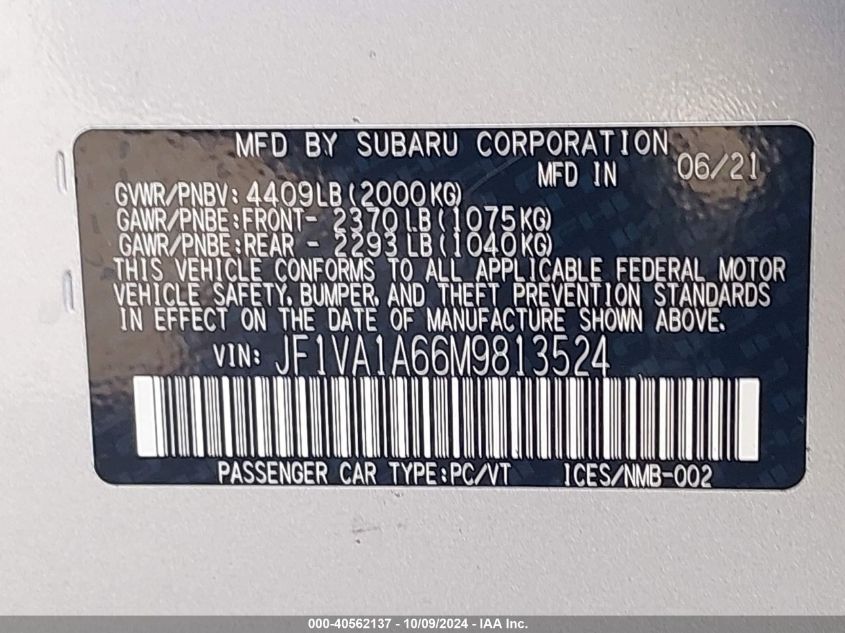 MFD BY SUBARU CORPORATION
MFD IN 06/21
GVWR/PNBV: 4409LB(2000KG)
GAWR/PNBE:FRONT- 2370LB(1075KG)
GAWR/PNBE:REAR - 2293LB(1040KG)
THIS VEHICLE CONFORMS TO ALL APPLICABLE FEDERAL MOTOR
VEHICLE SAFETY, BUMPER, AND THEFT PREVENTION STANDARDS
IN EFFECT ON THE DATE OF MANUFACTURE SHOWN ABOVE.
VIN: JF1VA1A66M9813524
PASSENGER CAR TYPE:PC/VT ICES/NMB-002
000-40562137 - 10/09/2024 - IAA Inc.